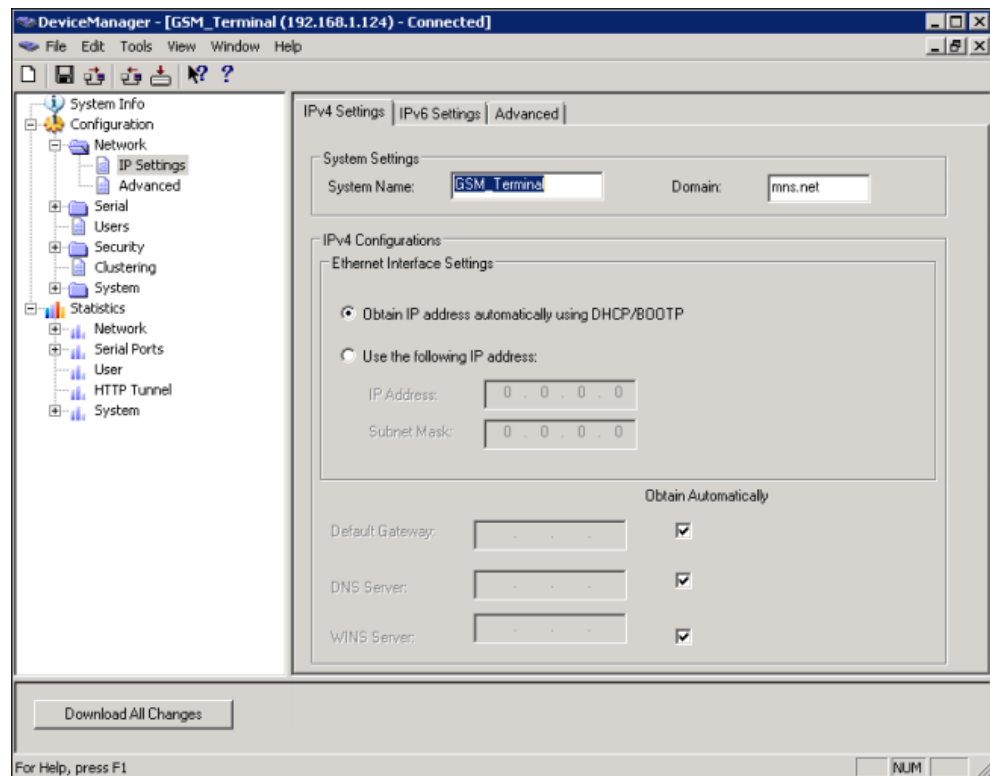 DeviceManager - [GSM_Terminal (192.168.1.124) - Connected]
File Edit Tools View Window Help
System Info
Configuration
Network
IP Settings
Advanced
Serial
Users
Security
Clustering
System
Statistics
Network
Serial Ports
User
HTTP Tunnel
System
IPv4 Settings IPv6 Settings Advanced
System Settings
System Name: GSM_Terminal Domain: mns.net
IPv4 Configurations
Ethernet Interface Settings
Obtain IP address automatically using DHCP/BOOTP
Use the following IP address:
IP Address: 0 . 0 . 0 . 0
Subnet Mask: 0 . 0 . 0 . 0
Obtain Automatically
Default Gateway: . . .
DNS Server: . . .
WINS Server: . . .
Download All Changes
For Help, press F1 NUM